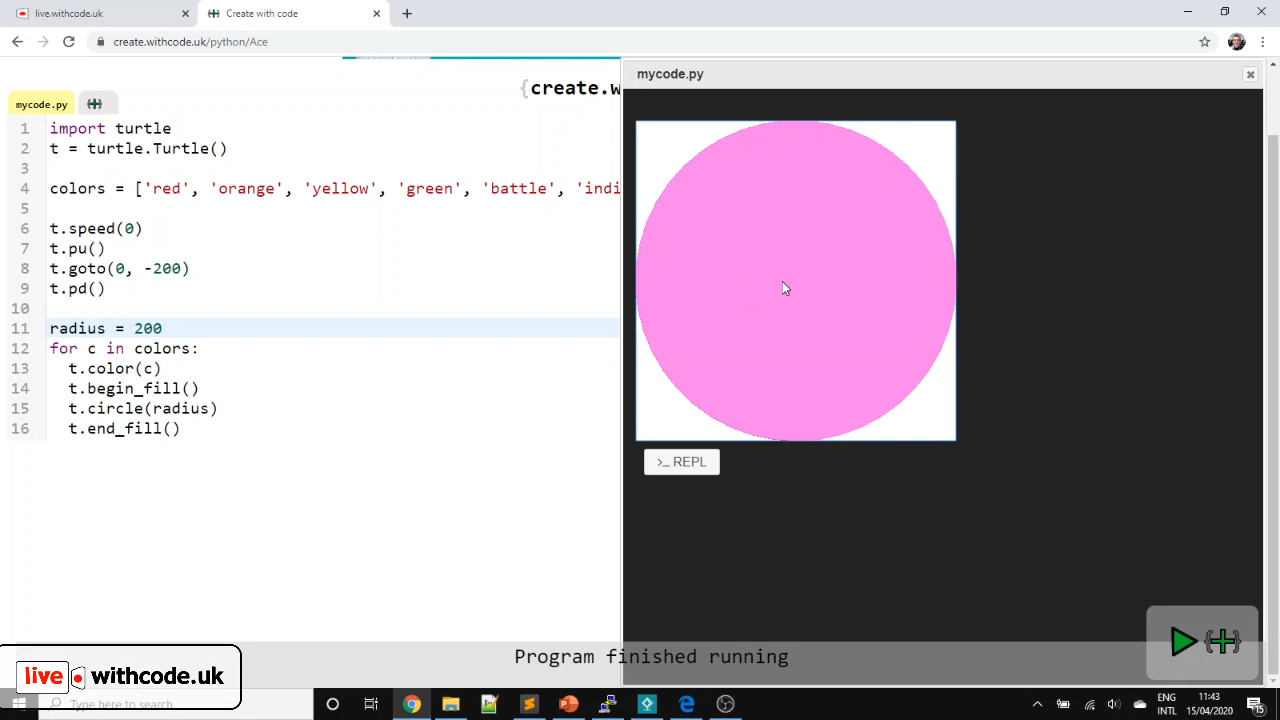 live.withcode.uk
Create with code
create.withcode.uk/python/Ace
{create.w
mycode.py
mycode.py
1 import turtle
2 t = turtle.Turtle()
3
4 colors = ['red', 'orange', 'yellow', 'green', 'battle', 'indi
5
6 t.speed(0)
7 t.pu()
8 t.goto(0, -200)
9 t.pd()
10
11 radius = 200
12 for c in colors:
13 t.color(c)
14 t.begin_fill()
15 t.circle(radius)
16 t.end_fill()
>_ REPL
Program finished running
live withcode.uk
Type here to search
ENG
INTL
11:43
15/04/2020